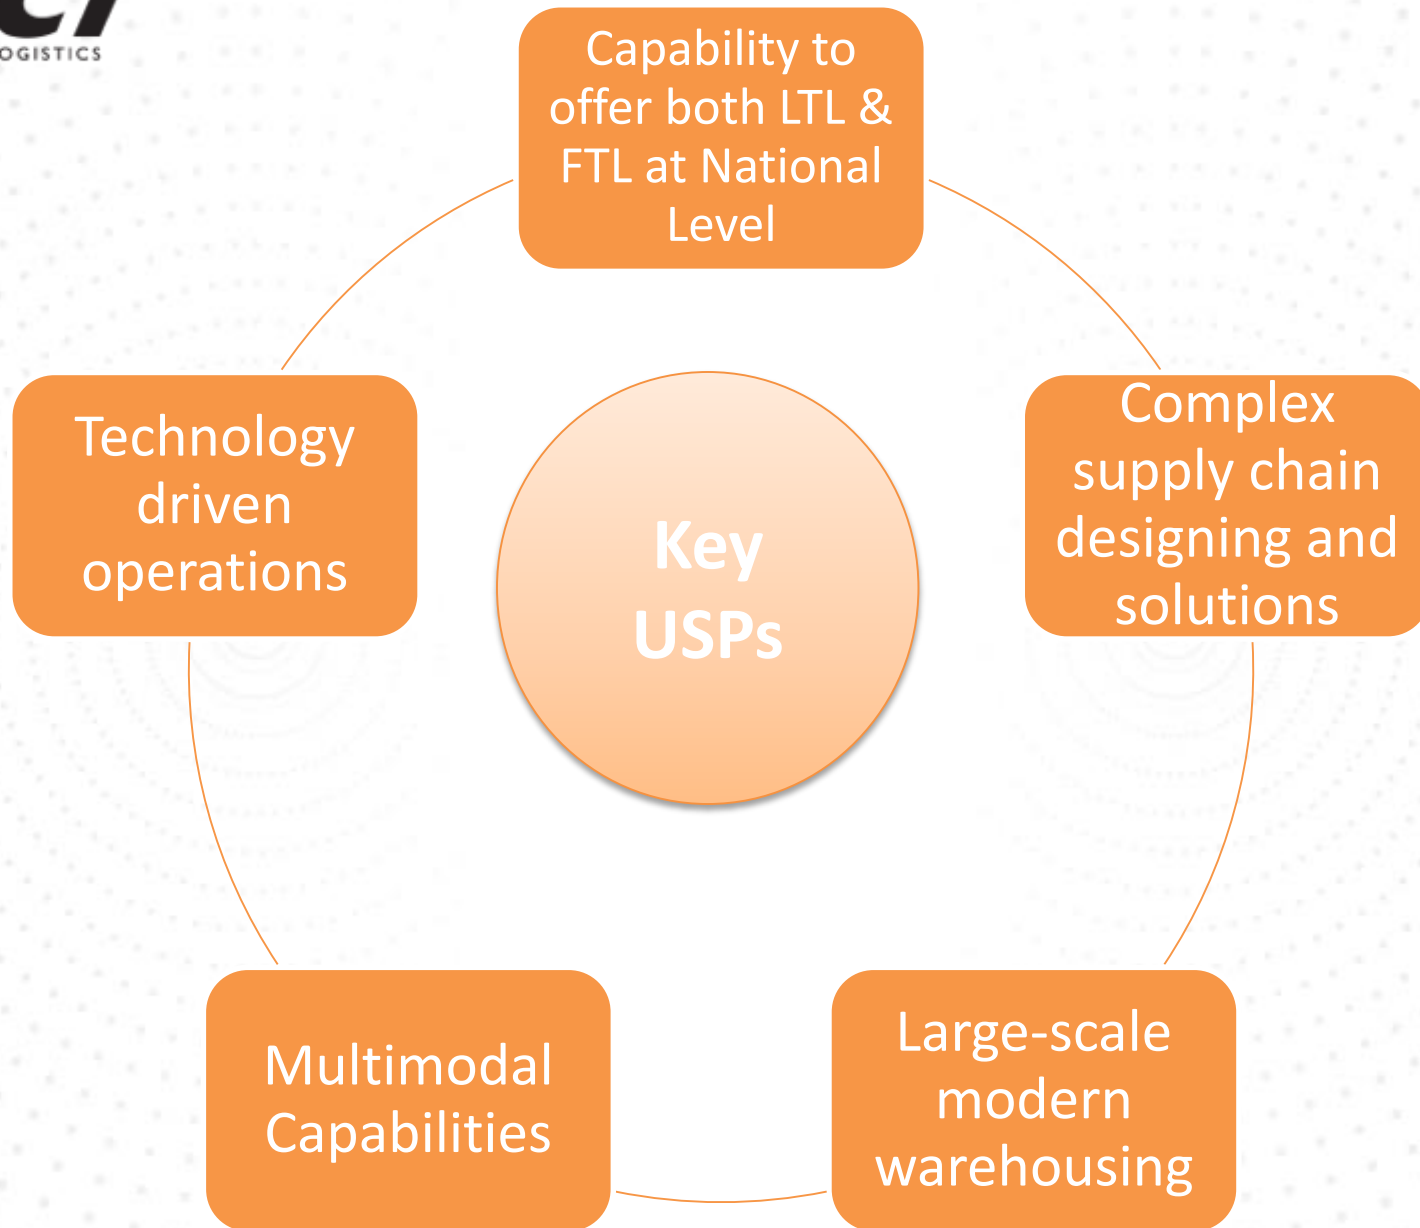 Capability to
offer both LTL &
FTL at National
Level
Technology
driven
operations
Key
USPs
Complex
supply chain
designing and
solutions
Multimodal
Capabilities
Large-scale
modern
warehousing